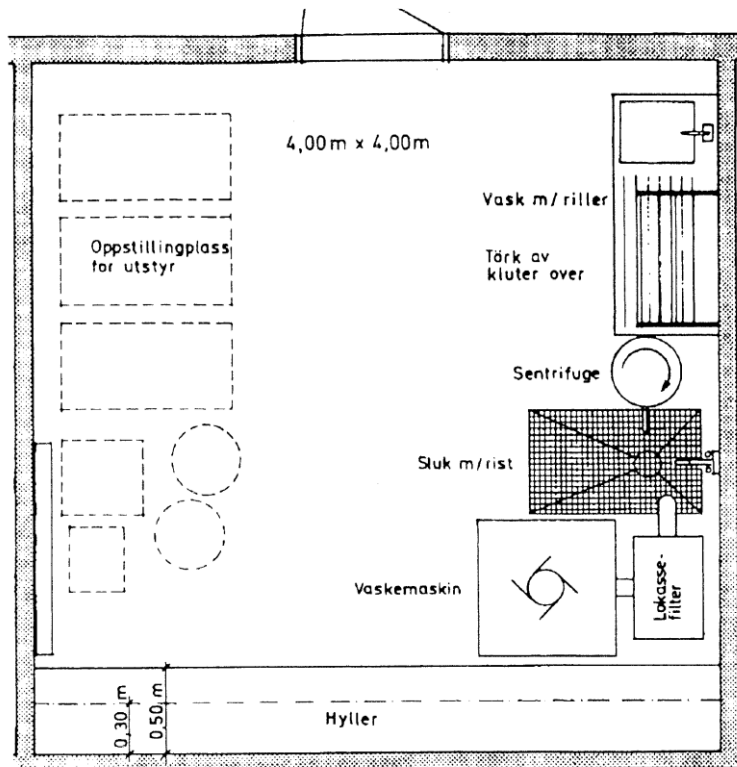 4,00m x 4,00m
Vask m/riller
Oppstillingplass
for utstyr
Törk av
kluter over
Sentrifuge
Sluk m/rist
Vaskemaskin
Lokasse-
filter
0,30 m
0,50 m
Hyller